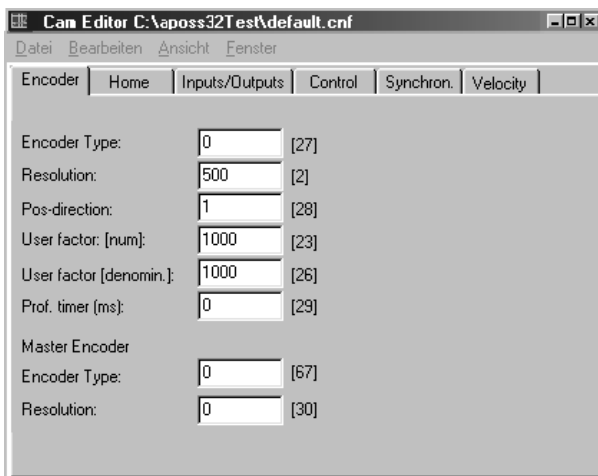 Cam Editor C:\aposs32Test\default.cnf
Datei Bearbeiten Ansicht Fenster
Encoder Home Inputs/Outputs Control Synchron. Velocity
Encoder Type: 0 [27]
Resolution: 500 [2]
Pos-direction: 1 [28]
User factor: [num]: 1000 [23]
User factor [denomin.]: 1000 [26]
Prof. timer (ms): 0 [29]
Master Encoder
Encoder Type: 0 [67]
Resolution: 0 [30]